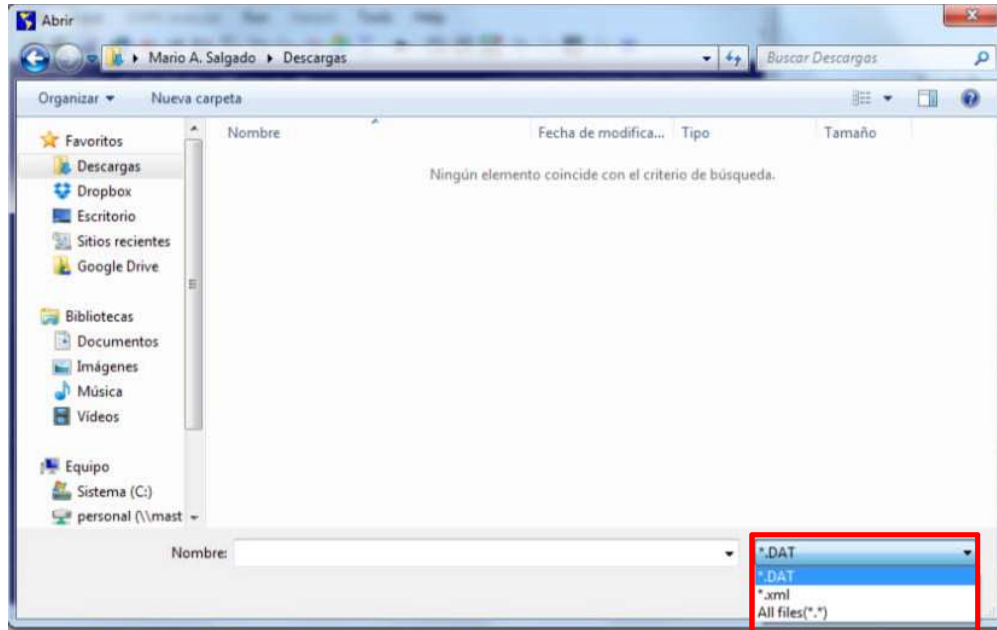 Abrir
Mario A. Salgado Descargas
Buscar Descargas
Organizar Nueva carpeta
Nombre Fecha de modifica... Tipo Tamaño
Ningún elemento coincide con el criterio de búsqueda.
Favoritos
Descargas
Dropbox
Escritorio
Sitios recientes
Google Drive
Bibliotecas
Documentos
Imágenes
Música
Vídeos
Equipo
Sistema (C:)
personal (\\mast
Nombre:
*.DAT
*.DAT
*.xml
All files(*.*)